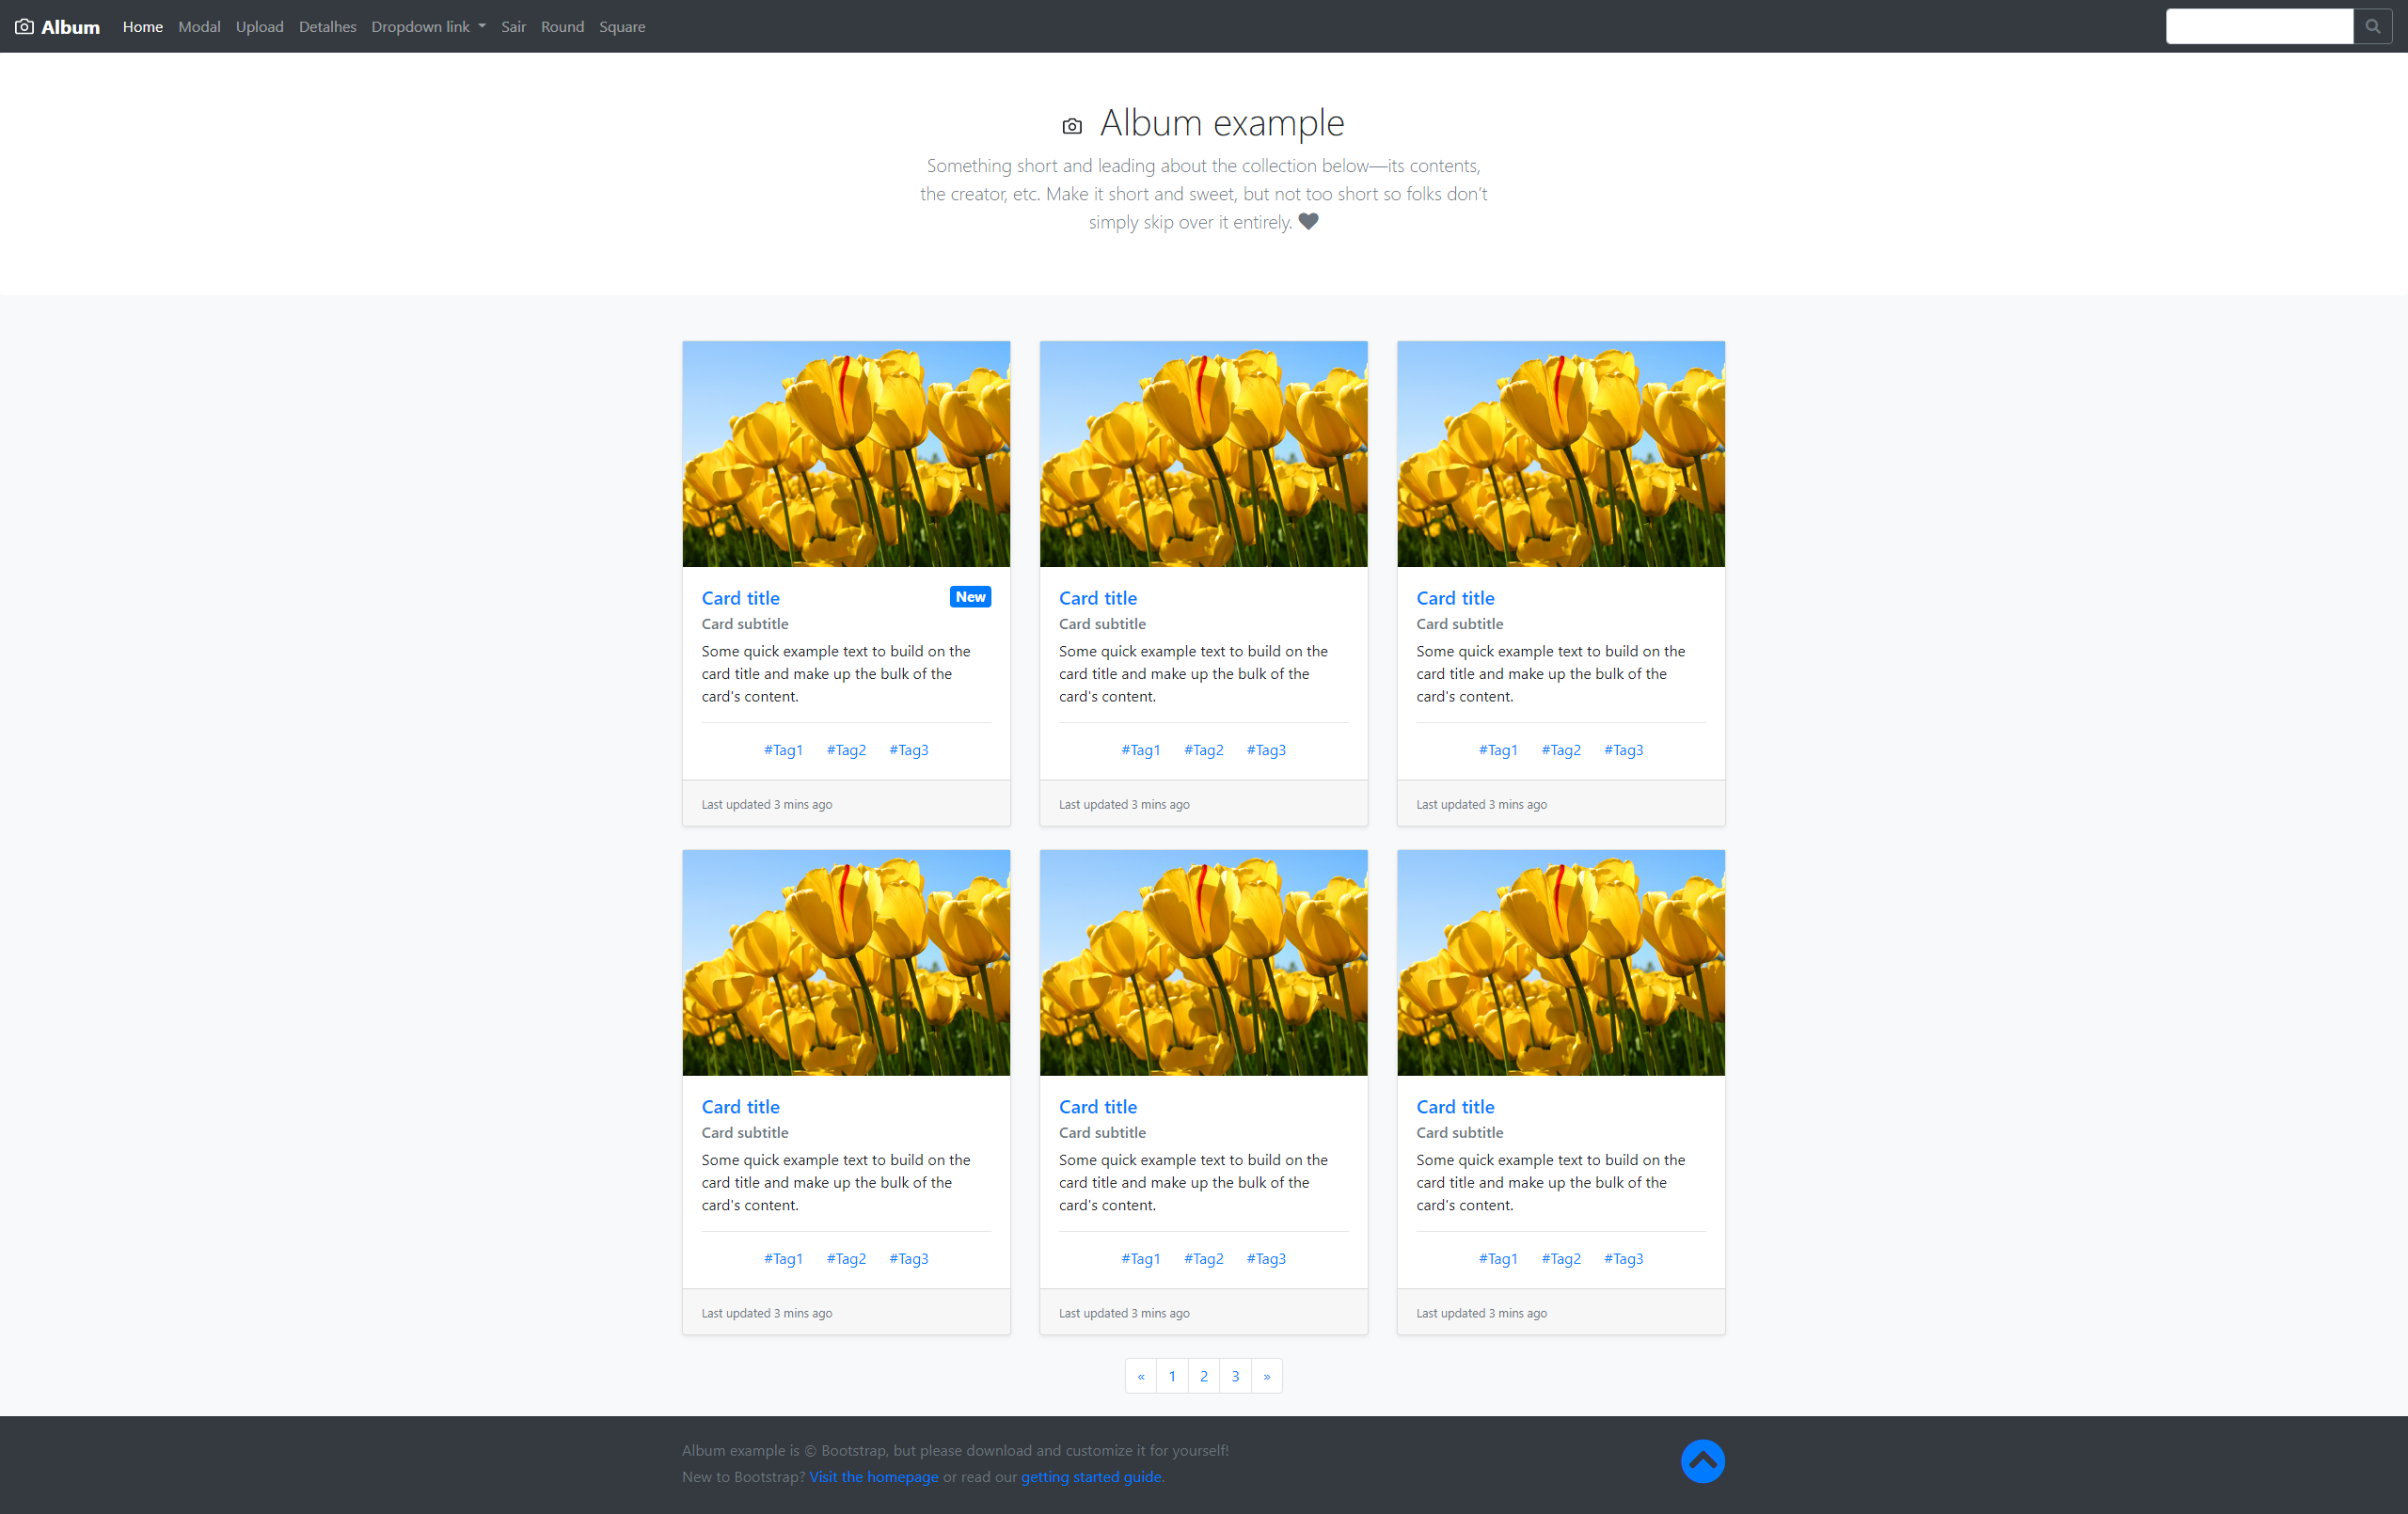 Album Home Modal Upload Detalhes Dropdown link Sair Round Square
Album example
Something short and leading about the collection below—its contents,
the creator, etc. Make it short and sweet, but not too short so folks don’t
simply skip over it entirely.
Card title New
Card subtitle
Some quick example text to build on the
card title and make up the bulk of the
card's content.
#Tag1 #Tag2 #Tag3
Last updated 3 mins ago
Card title
Card subtitle
Some quick example text to build on the
card title and make up the bulk of the
card's content.
#Tag1 #Tag2 #Tag3
Last updated 3 mins ago
Card title
Card subtitle
Some quick example text to build on the
card title and make up the bulk of the
card's content.
#Tag1 #Tag2 #Tag3
Last updated 3 mins ago
Card title
Card subtitle
Some quick example text to build on the
card title and make up the bulk of the
card's content.
#Tag1 #Tag2 #Tag3
Last updated 3 mins ago
Card title
Card subtitle
Some quick example text to build on the
card title and make up the bulk of the
card's content.
#Tag1 #Tag2 #Tag3
Last updated 3 mins ago
Card title
Card subtitle
Some quick example text to build on the
card title and make up the bulk of the
card's content.
#Tag1 #Tag2 #Tag3
Last updated 3 mins ago
« 1 2 3 »
Album example is © Bootstrap, but please download and customize it for yourself!
New to Bootstrap? Visit the homepage or read our getting started guide.